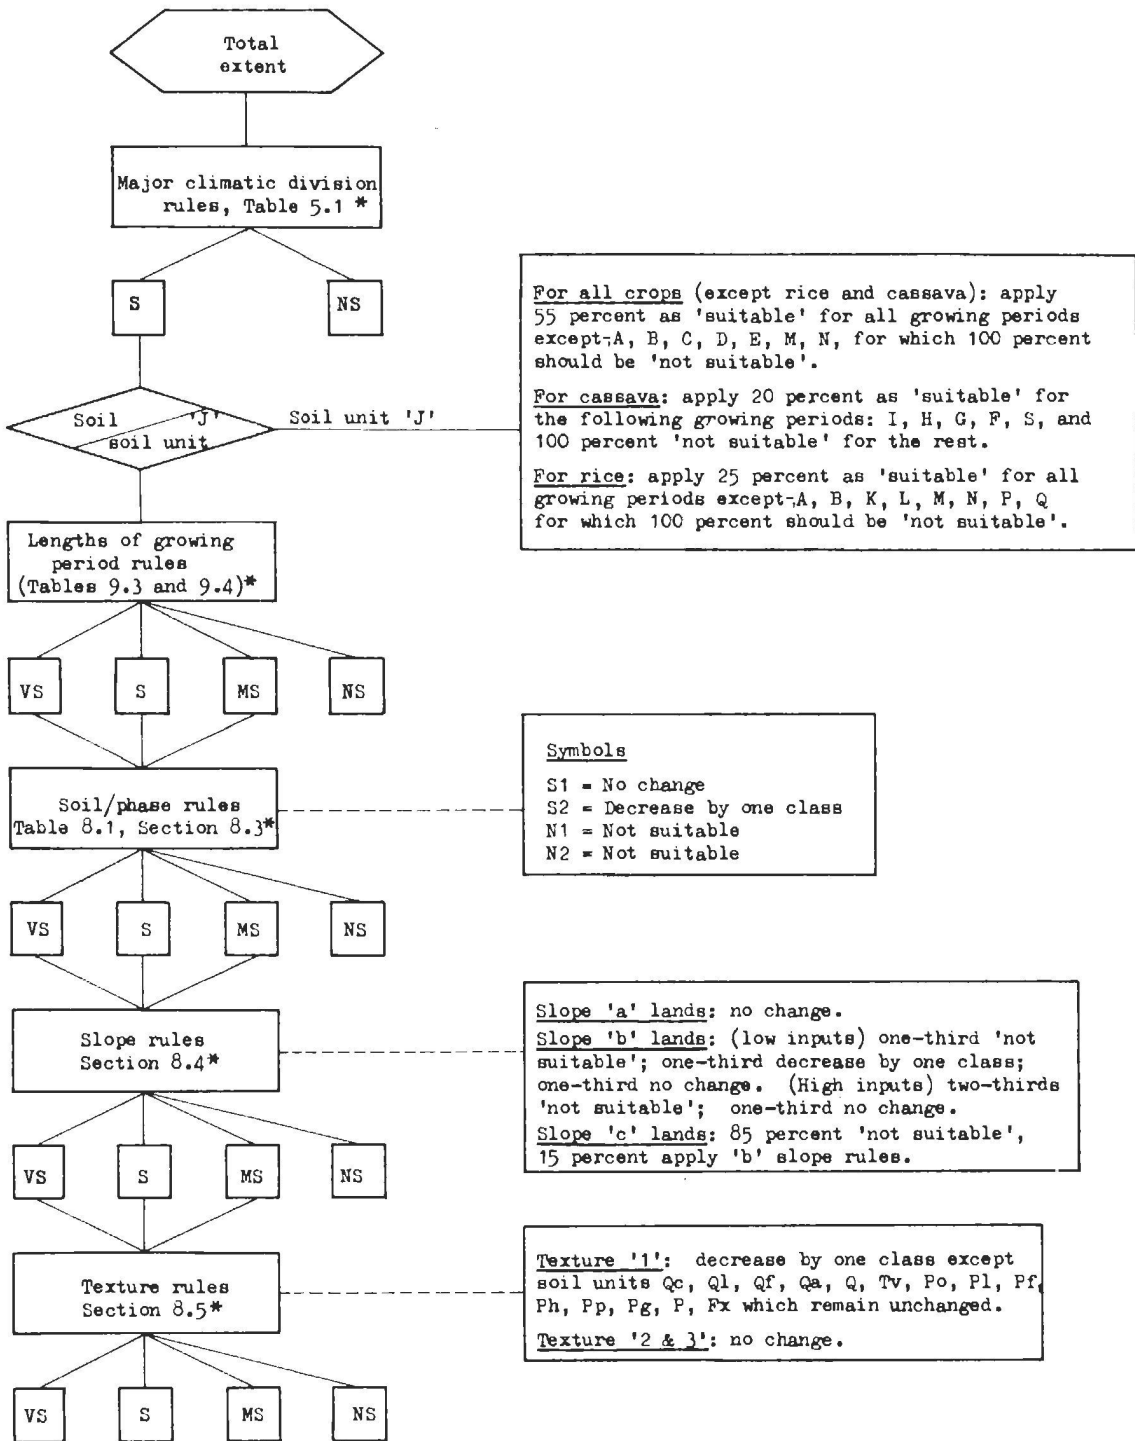 Total
extent
Major climatic division
rules, Table 5.1 *
S
NS
For all crops (except rice and cassava): apply
55 percent as 'suitable' for all growing periods
except-A, B, C, D, E, M, N, for which 100 percent
should be 'not suitable'.
For cassava: apply 20 percent as 'suitable' for
the following growing periods: I, H, G, F, S, and
100 percent 'not suitable' for the rest.
For rice: apply 25 percent as 'suitable' for all
growing periods except-A, B, K, L, M, N, P, Q
for which 100 percent should be 'not suitable'.
Soil 'J'
soil unit
Soil unit 'J'
Lengths of growing
period rules
(Tables 9.3 and 9.4)*
VS
S
MS
NS
Soil/phase rules
Table 8.1, Section 8.3*
Symbols
S1 = No change
S2 = Decrease by one class
N1 = Not suitable
N2 = Not suitable
VS
S
MS
NS
Slope rules
Section 8.4*
Slope 'a' lands: no change.
Slope 'b' lands: (low inputs) one-third 'not
suitable'; one-third decrease by one class;
one-third no change. (High inputs) two-thirds
'not suitable'; one-third no change.
Slope 'c' lands: 85 percent 'not suitable',
15 percent apply 'b' slope rules.
VS
S
MS
NS
Texture rules
Section 8.5*
Texture '1': decrease by one class except
soil units Qc, Ql, Qf, Qa, Q, Tv, Po, Pl, Pf,
Ph, Pp, Pg, P, Fx which remain unchanged.
Texture '2 & 3': no change.
VS
S
MS
NS